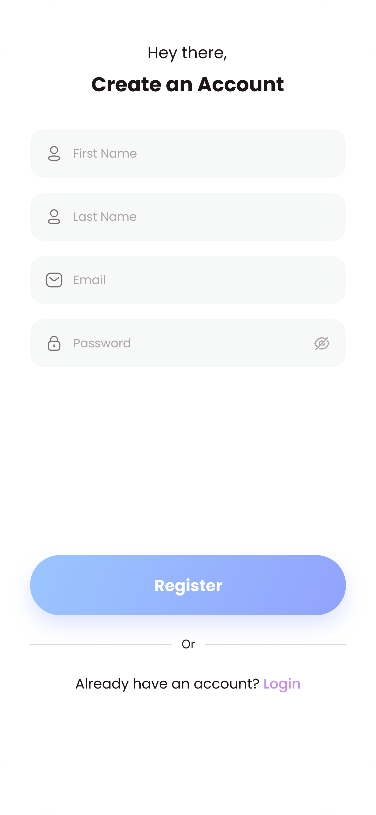 Hey there,
Create an Account
First Name
Last Name
Email
Password
Register
Or
Already have an account? Login